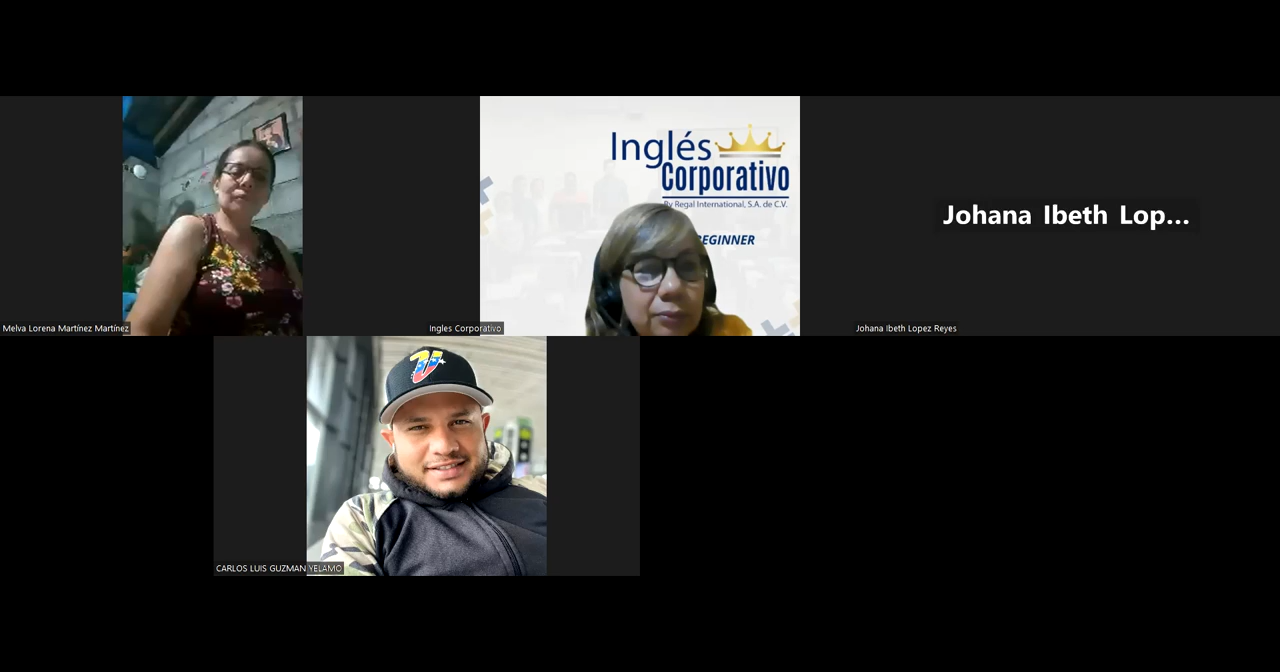 Inglés
Corporativo
By Regal International, S.A. de C.V.
BEGINNER
Johana Ibeth Lop...
Melva Lorena Martínez Martínez
Ingles Corporativo
Johana Ibeth Lopez Reyes
CARLOS LUIS GUZMAN YELAMO